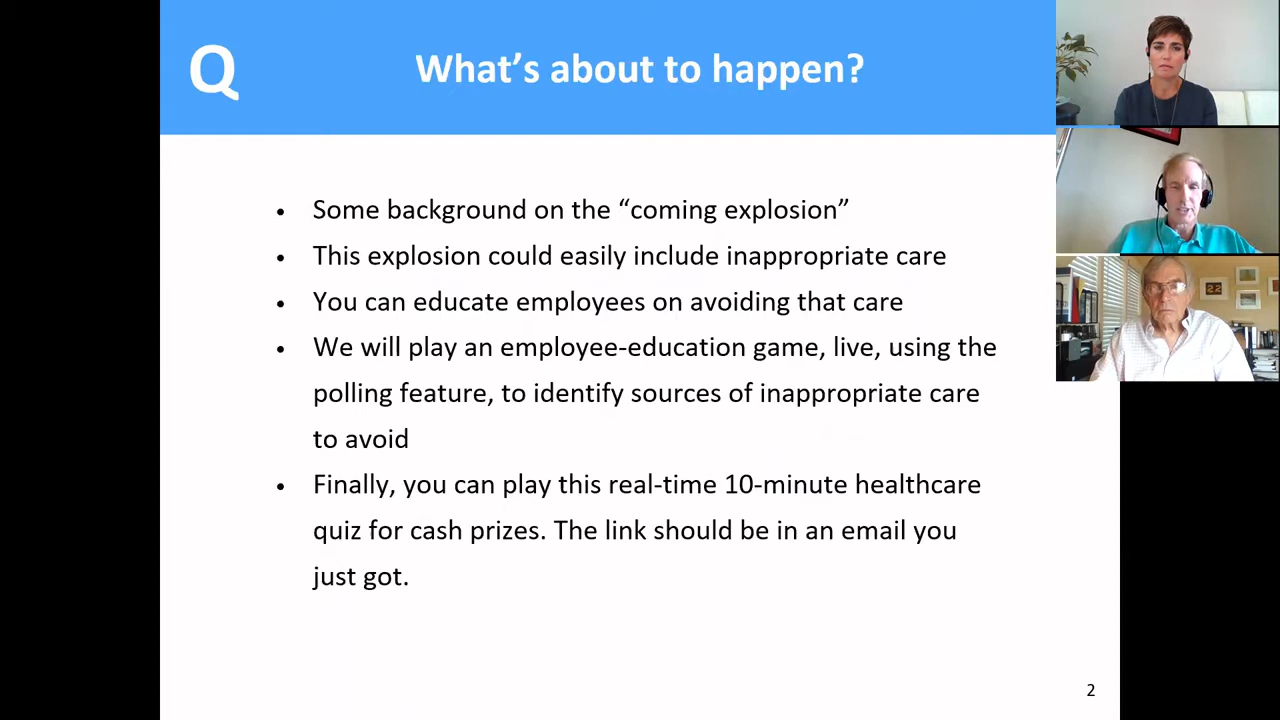 Q
What’s about to happen?
• Some background on the “coming explosion”
• This explosion could easily include inappropriate care
• You can educate employees on avoiding that care
• We will play an employee-education game, live, using the
polling feature, to identify sources of inappropriate care
to avoid
• Finally, you can play this real-time 10-minute healthcare
quiz for cash prizes. The link should be in an email you
just got.
2